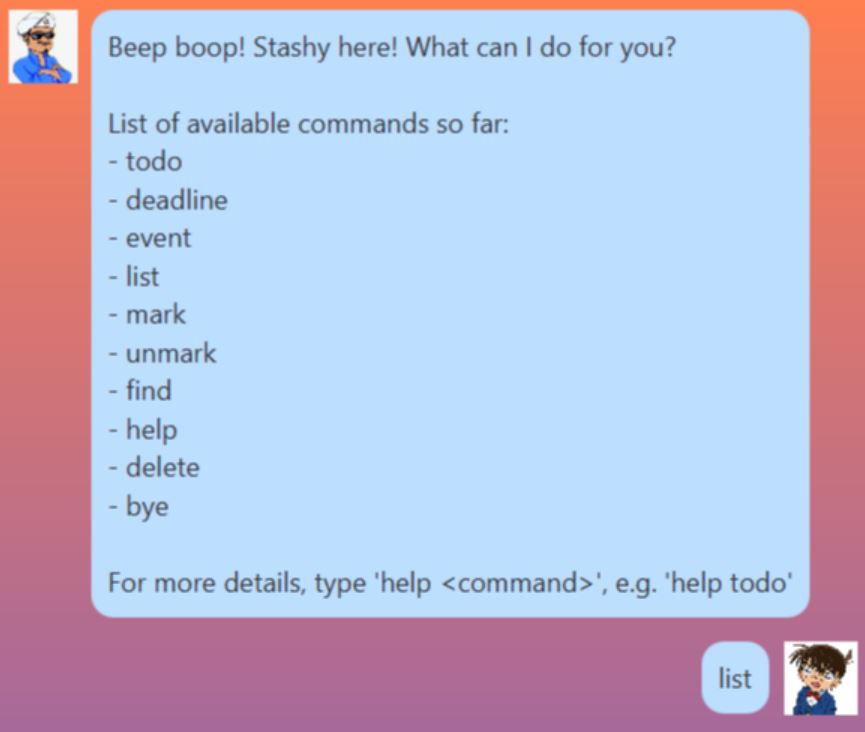 Beep boop! Stashy here! What can I do for you?
List of available commands so far:
- todo
- deadline
- event
- list
- mark
- unmark
- find
- help
- delete
- bye
For more details, type 'help <command>', e.g. 'help todo'
list